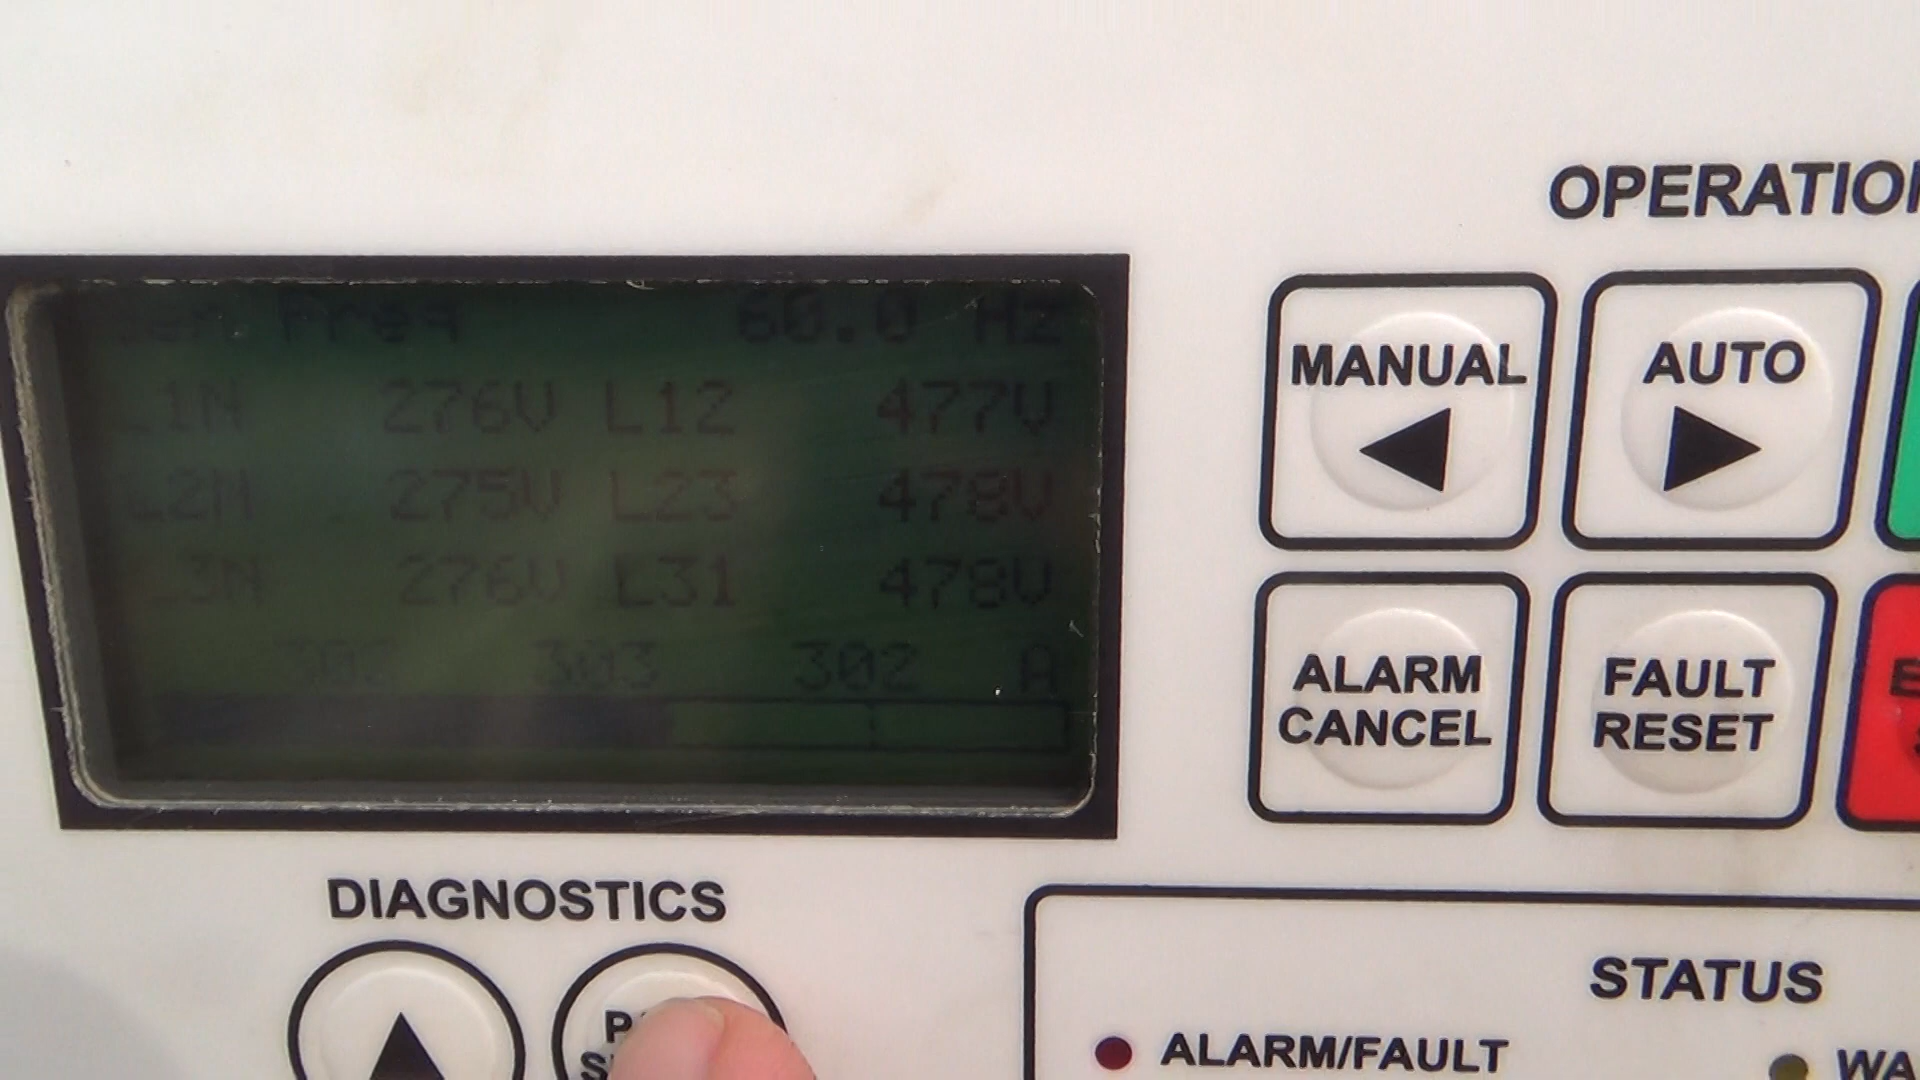 Gen Freq 60.0 Hz
L1N 276V L12 477V
L2N 275V L23 478V
L3N 276V L31 478V
303 302 A
OPERATION
MANUAL
AUTO
ALARM
CANCEL
FAULT
RESET
DIAGNOSTICS
STATUS
ALARM/FAULT